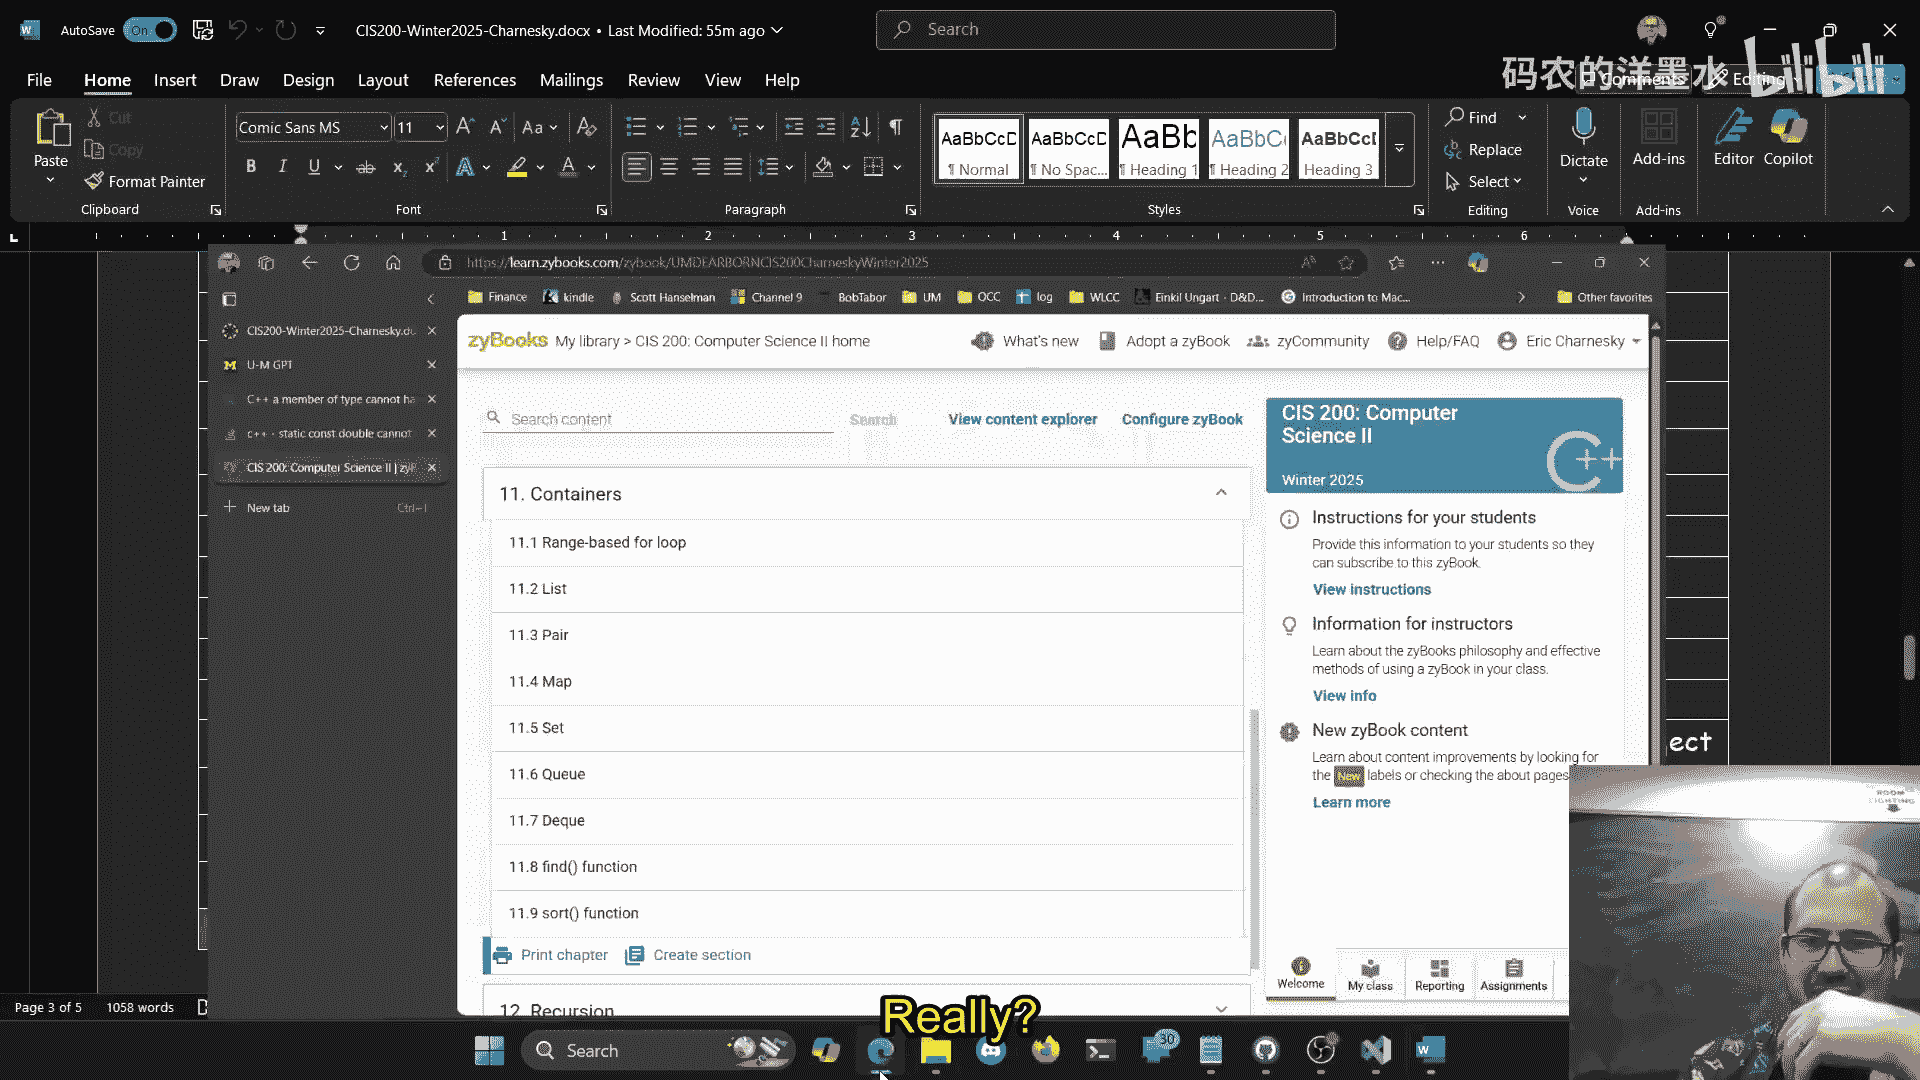 AutoSave On CIS200-Winter2025-Charnesky.docx • Last Modified: 55m ago Search
码农的洋墨水 bilibili
File Home Insert Draw Design Layout References Mailings Review View Help Comments Editing
Paste Cut Copy Format Painter Clipboard
Comic Sans MS 11 Font
Paragraph
AaBbCcD ¶ Normal AaBbCcD ¶ No Spac... AaBb ¶ Heading 1 AaBbC ¶ Heading 2 AaBbCcI Heading 3 Styles
Find Replace Select Editing
Dictate Voice
Add-ins Add-ins
Editor Copilot
1 2 3 4 5 6
https://learn.zybooks.com/zybook/UMDEARBORNCIS200CharneskyWinter2025
Finance kindle Scott Hanselman Channel 9 BobTabor UM OCC log WLCC Einkil Ungart - D&D... Introduction to Mac... Other favorites
CIS200-Winter2025-Charnesky.do
U-M GPT
C++ a member of type cannot ha
c++ - static const double cannot
CIS 200: Computer Science II | zyB
New tab
zyBooks My library > CIS 200: Computer Science II home What's new Adopt a zyBook zyCommunity Help/FAQ Eric Charnesky
Search content Search View content explorer Configure zyBook
11. Containers
11.1 Range-based for loop
11.2 List
11.3 Pair
11.4 Map
11.5 Set
11.6 Queue
11.7 Deque
11.8 find() function
11.9 sort() function
Print chapter Create section
12. Recursion
CIS 200: Computer
Science II
C++
Winter 2025
Instructions for your students
Provide this information to your students so they
can subscribe to this zyBook.
View instructions
Information for instructors
Learn about the zyBooks philosophy and effective
methods of using a zyBook in your class.
View info
New zyBook content
Learn about content improvements by looking for
the New labels or checking the about pages
Learn more
Welcome My class Reporting Assignments
ect
Page 3 of 5 1058 words
Really?
Search 30